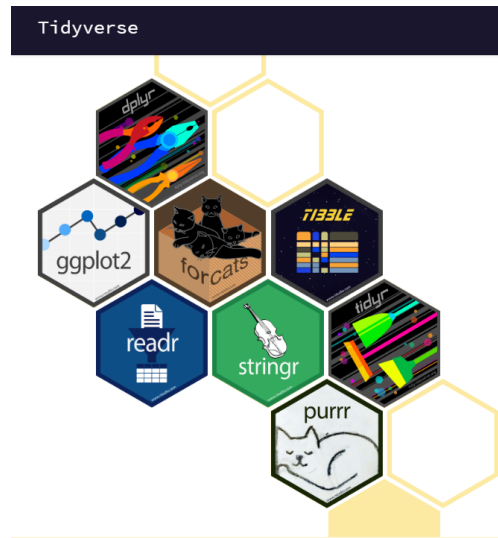 Tidyverse
dplyr
ggplot2
forcats
TIBBLE
readr
stringr
tidyr
purrr